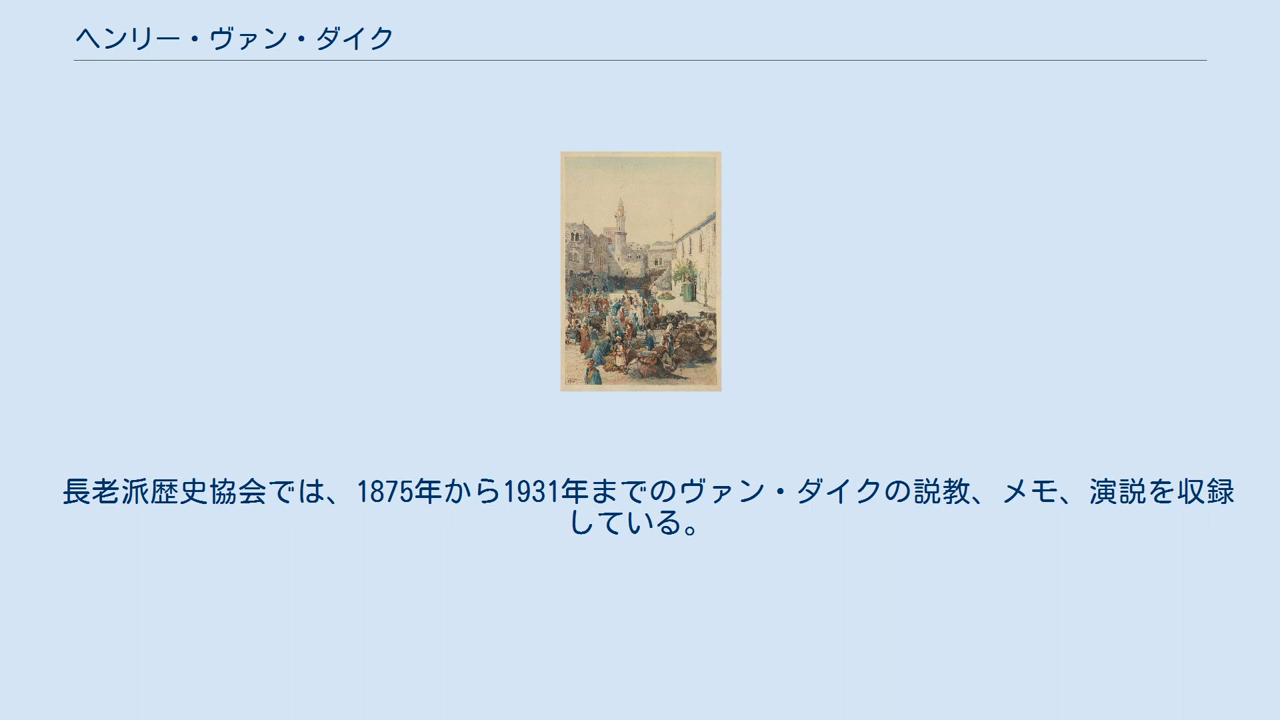 ヘンリー・ヴァン・ダイク
長老派歴史協会では、1875年から1931年までのヴァン・ダイクの説教、メモ、演説を収録
している。